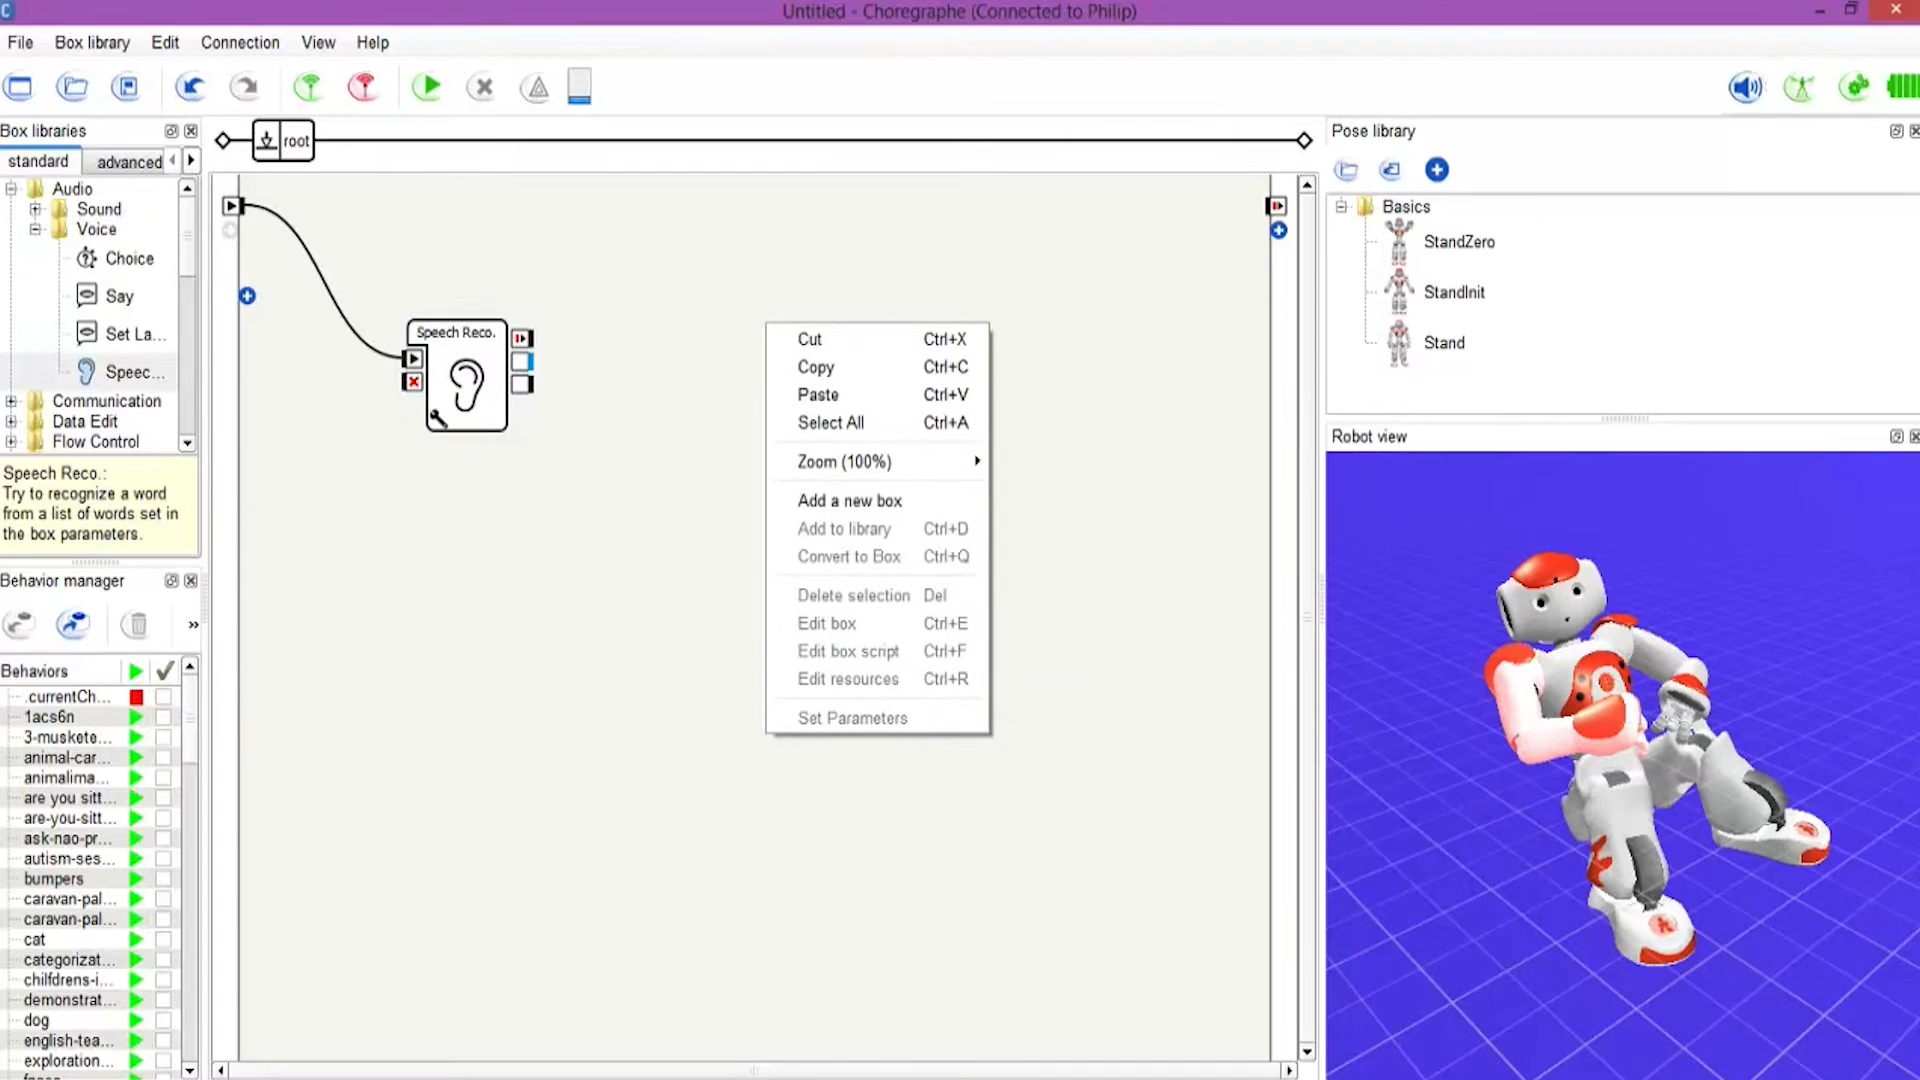 Untitled - Choregraphe (Connected to Philip)
File Box library Edit Connection View Help
Box libraries
standard advanced
Audio
Sound
Voice
Choice
Say
Set La...
Speec...
Communication
Data Edit
Flow Control
Speech Reco.:
Try to recognize a word
from a list of words set in
the box parameters.
Behavior manager
»
Behaviors
.currentCh...
1acs6n
3-muskete...
animal-car...
animalima...
are you sitt...
are-you-sitt...
ask-nao-pr...
autism-ses...
bumpers
caravan-pal...
caravan-pal...
cat
categorizat...
chilfdrens-i...
demonstrat...
dog
english-tea...
exploration...
root
Speech Reco.
Cut Ctrl+X
Copy Ctrl+C
Paste Ctrl+V
Select All Ctrl+A
Zoom (100%)
Add a new box
Add to library Ctrl+D
Convert to Box Ctrl+Q
Delete selection Del
Edit box Ctrl+E
Edit box script Ctrl+F
Edit resources Ctrl+R
Set Parameters
Pose library
Basics
StandZero
StandInit
Stand
Robot view